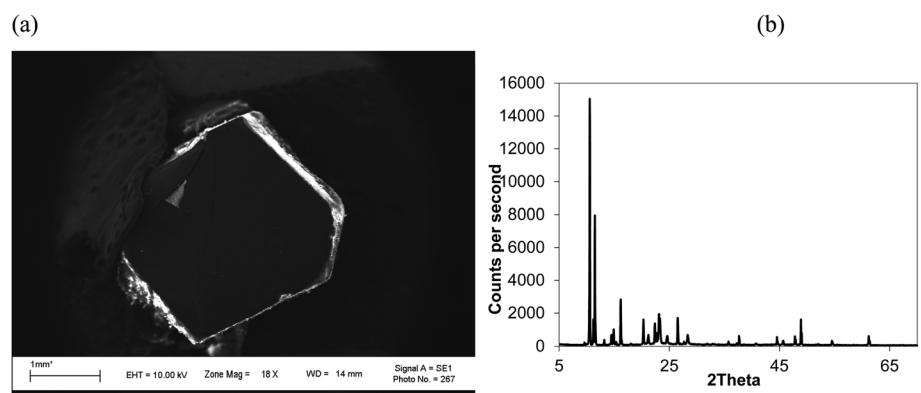 (a)
(b)
1mm*
EHT = 10.00 kV
Zone Mag = 18 X
WD = 14 mm
Signal A = SE1
Photo No. = 267
Counts per second
16000
14000
12000
10000
8000
6000
4000
2000
0
5
25
45
65
2Theta